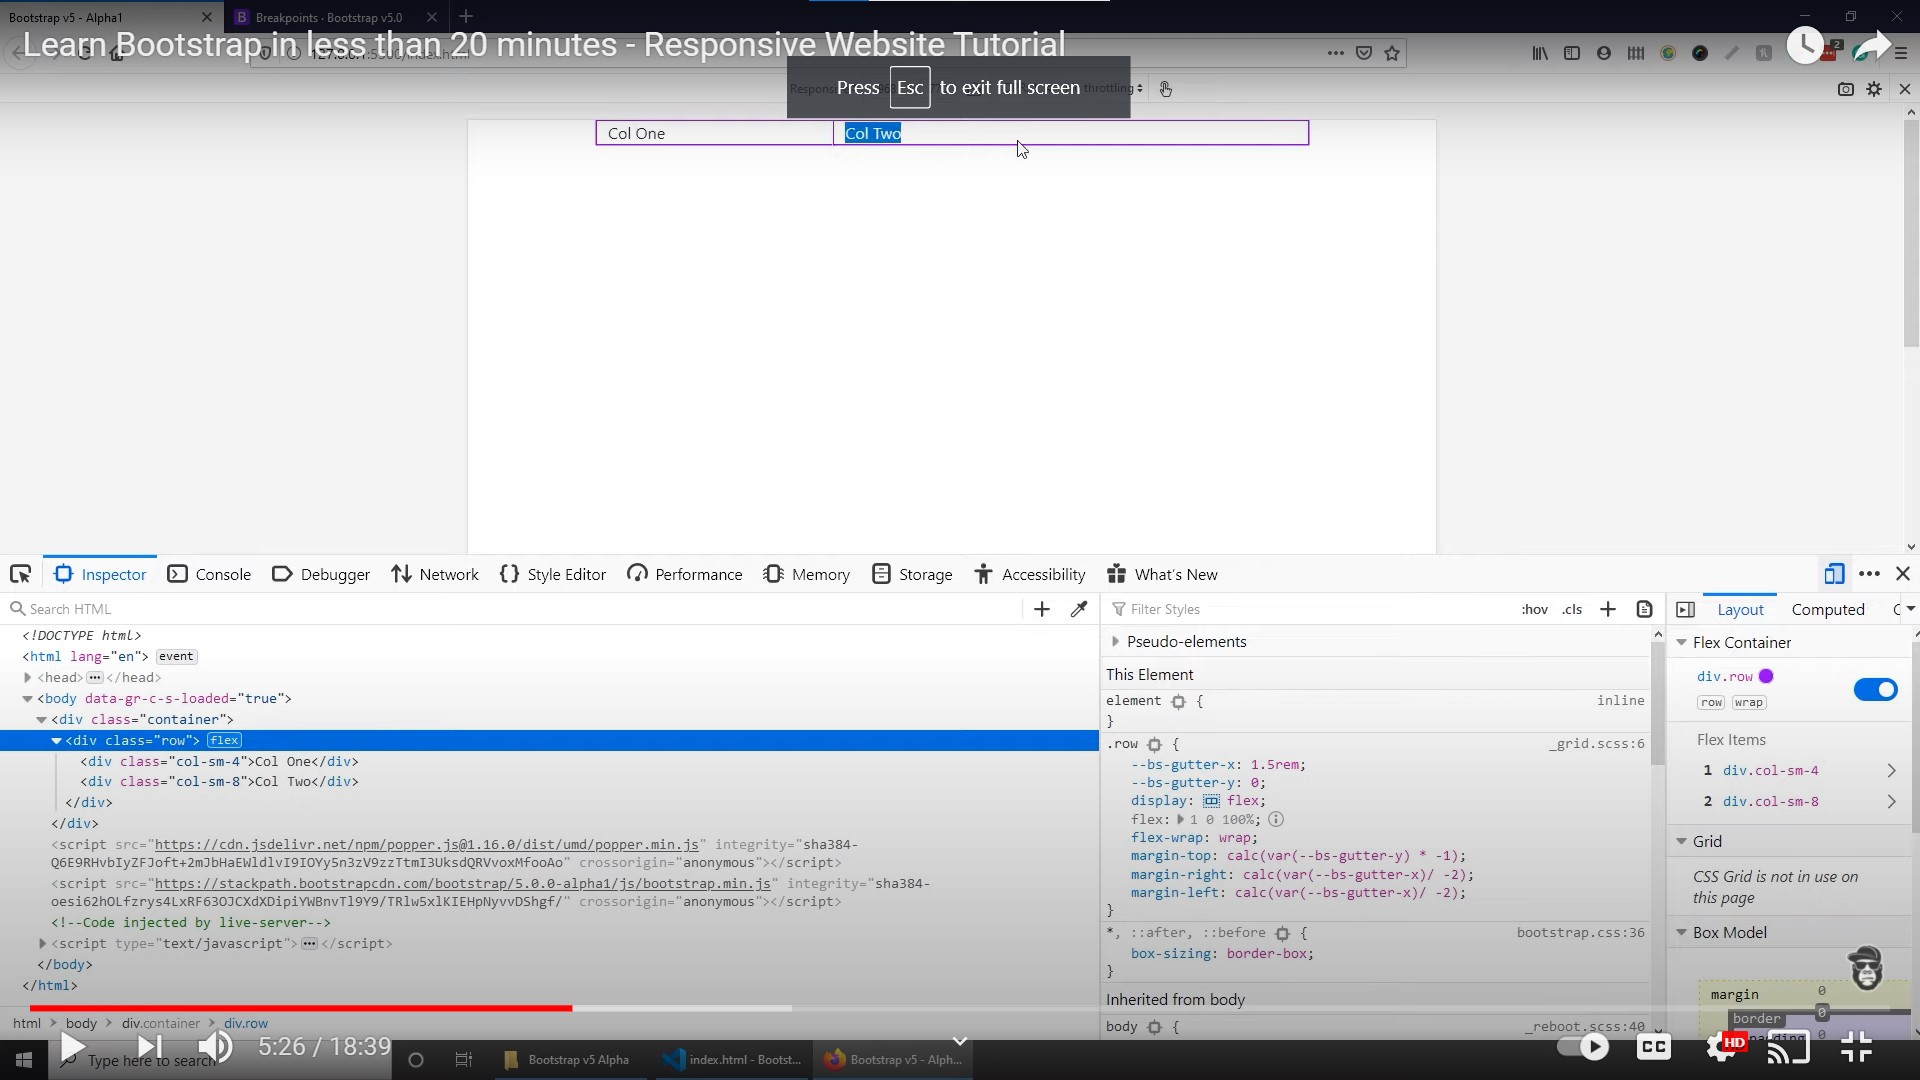 Bootstrap v5 - Alpha1
Breakpoints · Bootstrap v5.0
Learn Bootstrap in less than 20 minutes - Responsive Website Tutorial
2
Press Esc to exit full screen
throttling
Col One
Col Two
Inspector
Console
Debugger
Network
Style Editor
Performance
Memory
Storage
Accessibility
What's New
Search HTML
Filter Styles
:hov
.cls
Layout
Computed
<!DOCTYPE html>
<html lang="en"> event
<head> </head>
<body data-gr-c-s-loaded="true">
<div class="container">
<div class="row"> flex
<div class="col-sm-4">Col One</div>
<div class="col-sm-8">Col Two</div>
</div>
</div>
<script src="https://cdn.jsdelivr.net/npm/popper.js@1.16.0/dist/umd/popper.min.js" integrity="sha384-
Q6E9RHvbIyZFJoft+2mJbHaEWldlvI9IOYy5n3zV9zzTtmI3UksdQRVvoxMfooAo" crossorigin="anonymous"></script>
<script src="https://stackpath.bootstrapcdn.com/bootstrap/5.0.0-alpha1/js/bootstrap.min.js" integrity="sha384-
oesi62hOLfzrys4LxRF63OJCXdXDipiYWBnvTl9Y9/TRlw5xlKIEHpNyvvDShgf/" crossorigin="anonymous"></script>
<!--Code injected by live-server-->
<script type="text/javascript"> </script>
</body>
</html>
html > body > div.container > div.row
Pseudo-elements
This Element
element {
inline
}
.row {
_grid.scss:6
--bs-gutter-x: 1.5rem;
--bs-gutter-y: 0;
display: flex;
flex: 1 0 100%;
flex-wrap: wrap;
margin-top: calc(var(--bs-gutter-y) * -1);
margin-right: calc(var(--bs-gutter-x)/ -2);
margin-left: calc(var(--bs-gutter-x)/ -2);
}
*, ::after, ::before {
bootstrap.css:36
box-sizing: border-box;
}
Inherited from body
body {
_reboot.scss:40
Flex Container
div.row
row wrap
Flex Items
1 div.col-sm-4
2 div.col-sm-8
Grid
CSS Grid is not in use on
this page
Box Model
margin 0
border 0
0
5:26 / 18:39
Type here to search
Bootstrap v5 Alpha
index.html - Bootst...
Bootstrap v5 - Alph...
CC
HD